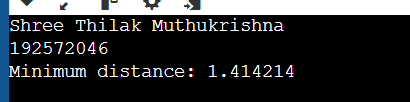 Shree Thilak Muthukrishna
192572046
Minimum distance: 1.414214